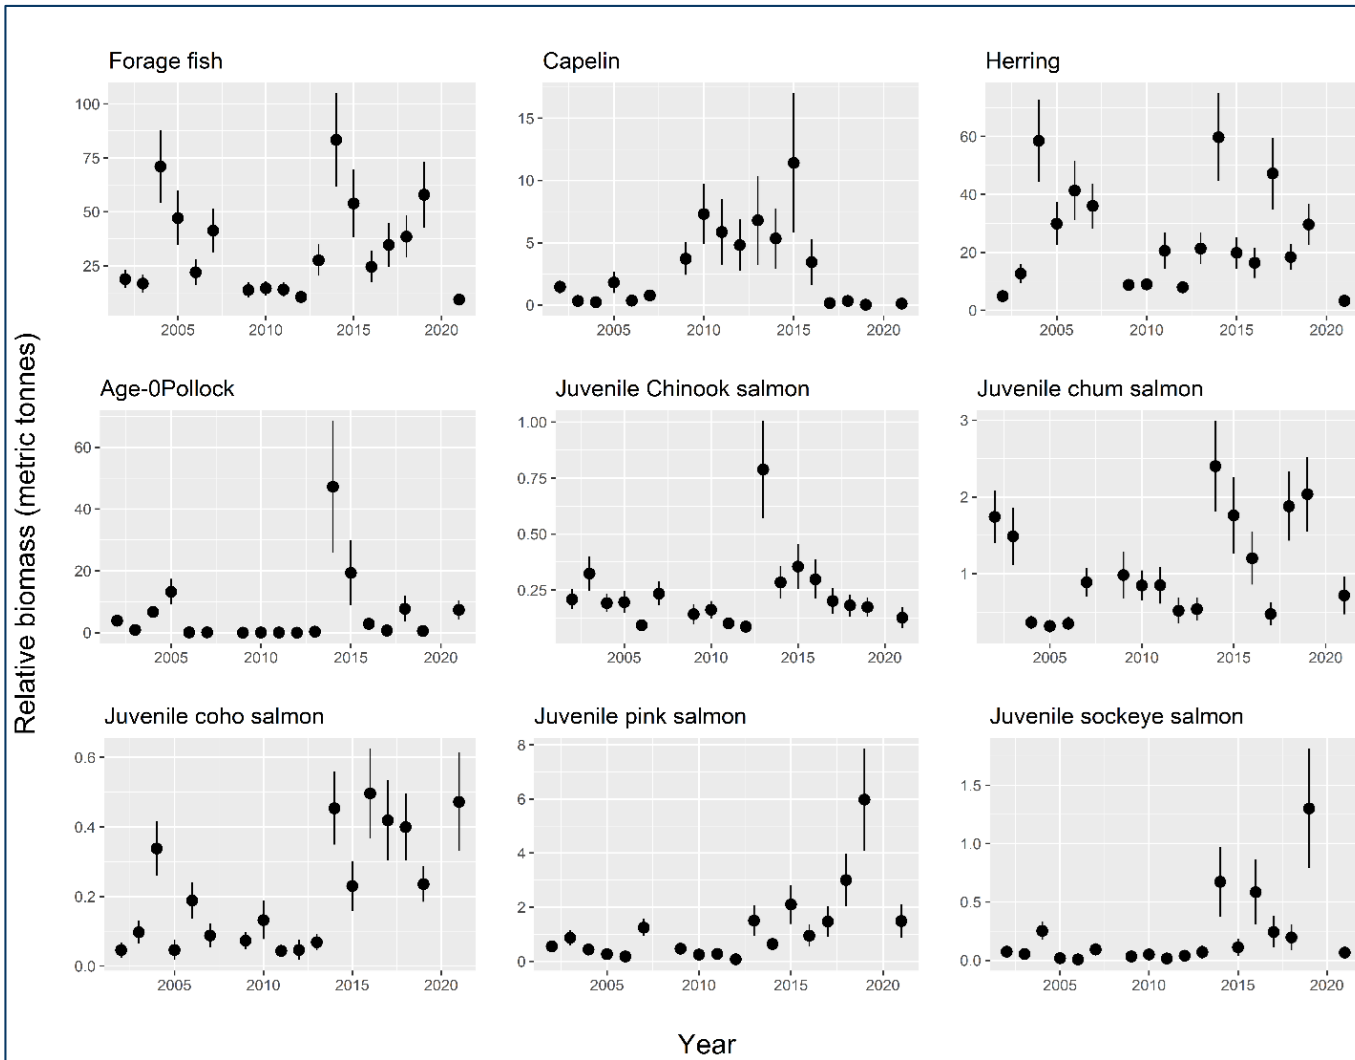 Forage fish
Capelin
Herring
100
75
50
25
2005 2010 2015 2020
15
10
5
0
2005 2010 2015 2020
60
40
20
0
2005 2010 2015 2020
Relative biomass (metric tonnes)
Age-0Pollock
Juvenile Chinook salmon
Juvenile chum salmon
60
40
20
0
2005 2010 2015 2020
1.00
0.75
0.50
0.25
2005 2010 2015 2020
3
2
1
2005 2010 2015 2020
Juvenile coho salmon
Juvenile pink salmon
Juvenile sockeye salmon
0.6
0.4
0.2
0.0
2005 2010 2015 2020
8
6
4
2
0
2005 2010 2015 2020
1.5
1.0
0.5
0.0
2005 2010 2015 2020
Year